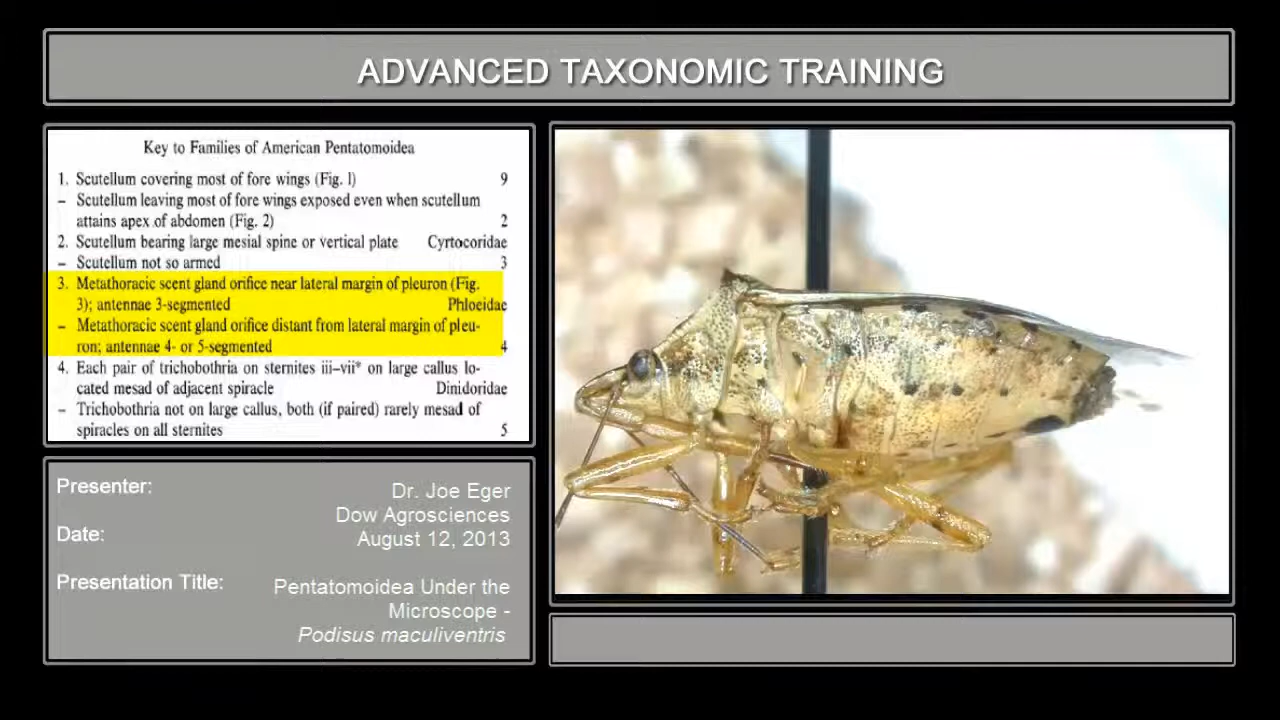 ADVANCED TAXONOMIC TRAINING
Key to Families of American Pentatomoidea
1. Scutellum covering most of fore wings (Fig. 1) 9
– Scutellum leaving most of fore wings exposed even when scutellum
attains apex of abdomen (Fig. 2) 2
2. Scutellum bearing large mesial spine or vertical plate Cyrtocoridae
– Scutellum not so armed 3
3. Metathoracic scent gland orifice near lateral margin of pleuron (Fig.
3); antennae 3-segmented Phloeidae
– Metathoracic scent gland orifice distant from lateral margin of pleu-
ron; antennae 4- or 5-segmented 4
4. Each pair of trichobothria on sternites iii–vii* on large callus lo-
cated mesad of adjacent spiracle Dinidoridae
– Trichobothria not on large callus, both (if paired) rarely mesad of
spiracles on all sternites 5
Presenter: Dr. Joe Eger
Dow Agrosciences
Date: August 12, 2013
Presentation Title: Pentatomoidea Under the
Microscope -
Podisus maculiventris